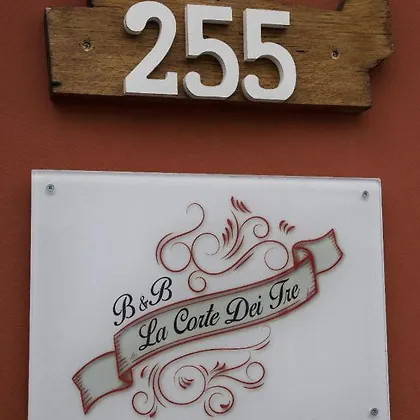 255
B&B
La Corte Dei Tre